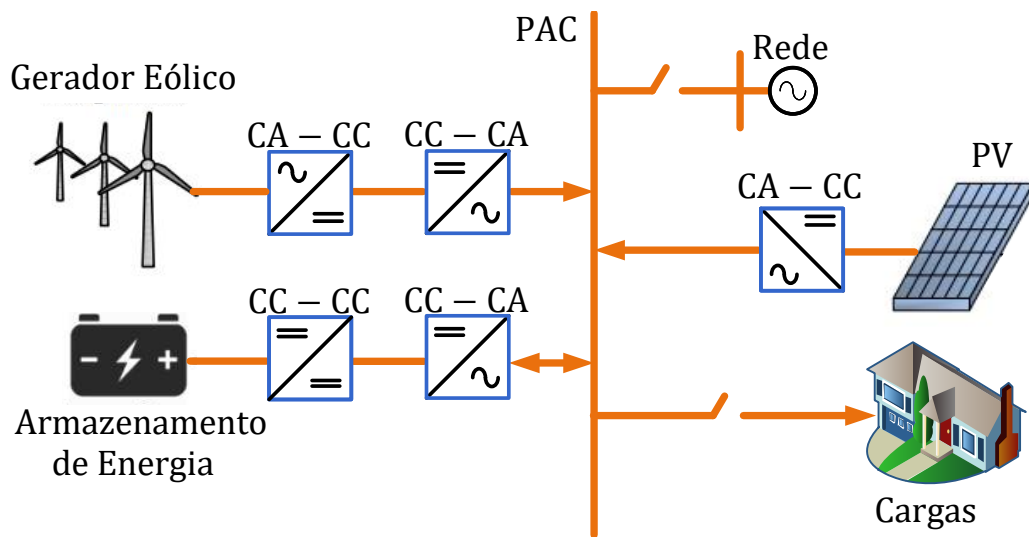 PAC
Rede
Gerador Eólico
CA – CC
CC – CA
PV
CA – CC
CC – CC
CC – CA
Armazenamento
de Energia
Cargas